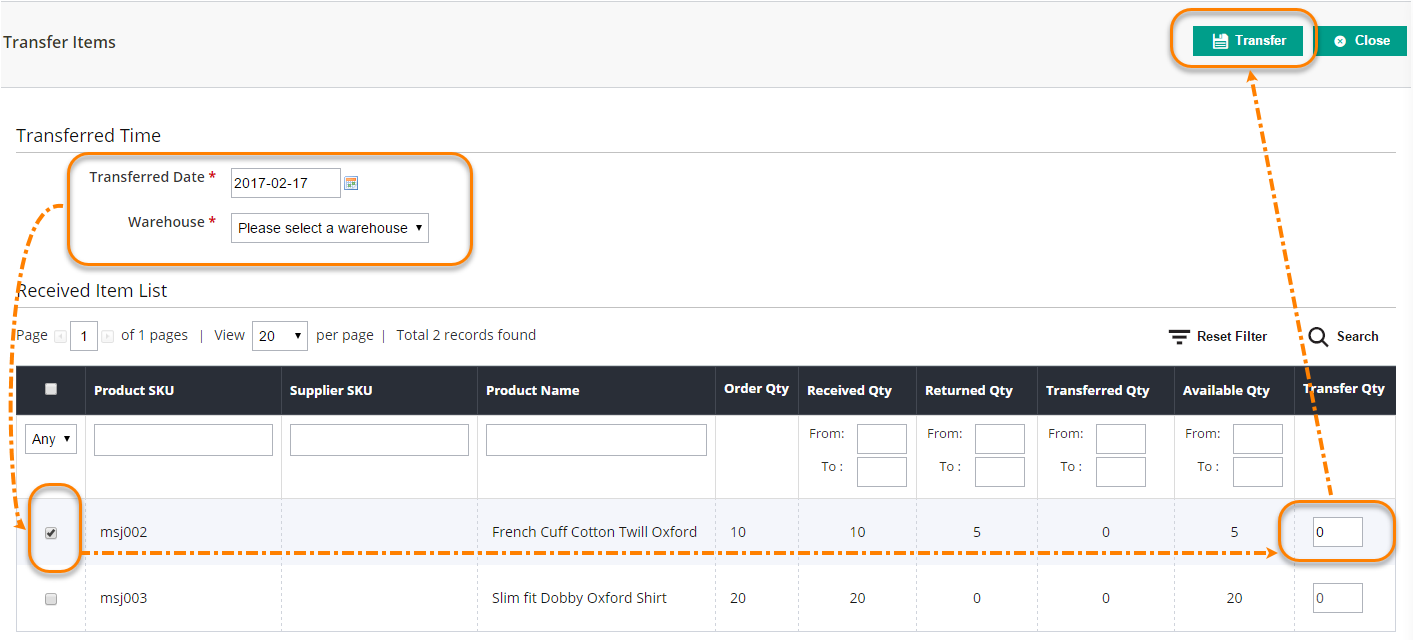 Transfer Items Transfer Close
Transferred Time
Transferred Date * 2017-02-17
Warehouse * Please select a warehouse
Received Item List
Page 1 of 1 pages | View 20 per page | Total 2 records found Reset Filter Search
Product SKU Supplier SKU Product Name Order Qty Received Qty Returned Qty Transferred Qty Available Qty Transfer Qty
Any From: From: From: From:
To : To : To : To :
msj002 French Cuff Cotton Twill Oxford 10 10 5 0 5 0
msj003 Slim fit Dobby Oxford Shirt 20 20 0 0 20 0